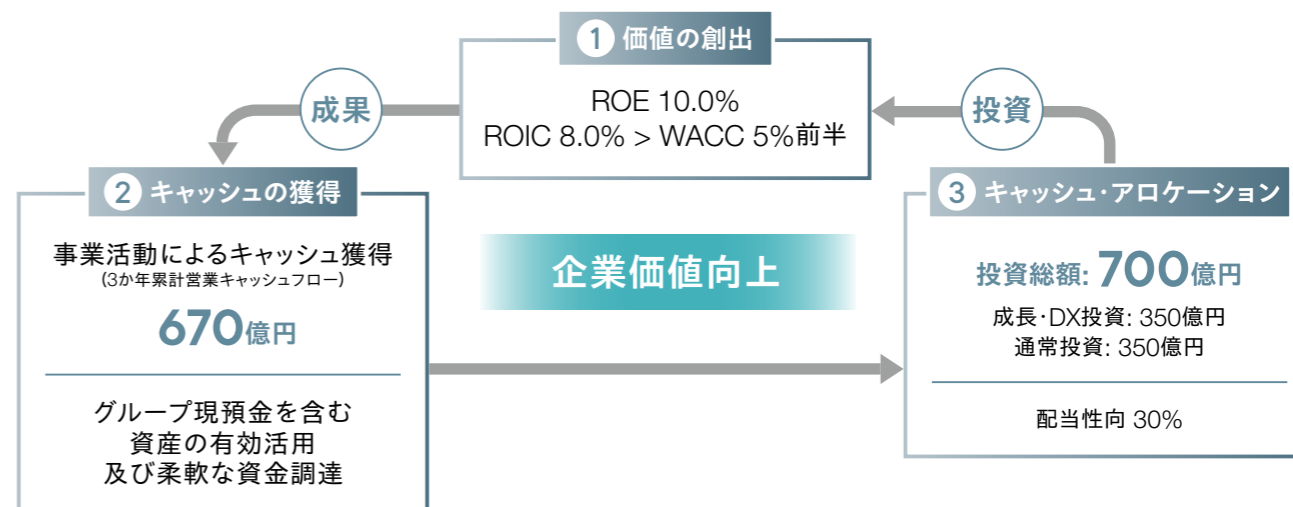 1 価値の創出
ROE 10.0%
ROIC 8.0% > WACC 5%前半
成果
投資
2 キャッシュの獲得
事業活動によるキャッシュ獲得
(3か年累計営業キャッシュフロー)
670億円
グループ現預金を含む
資産の有効活用
及び柔軟な資金調達
企業価値向上
3 キャッシュ・アロケーション
投資総額: 700億円
成長・DX投資: 350億円
通常投資: 350億円
配当性向 30%